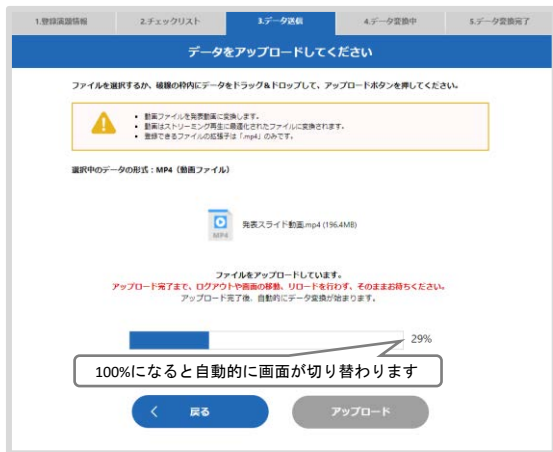 1.登録演題情報
2.チェックリスト
3.データ送信
4.データ変換中
5.データ変換完了
データをアップロードしてください
ファイルを選択するか、破線の枠内にデータをドラッグ&ドロップして、アップロードボタンを押してください。
• 動画ファイルを発表動画に変換します。
• 動画はストリーミング再生に最適化されたファイルに変換されます。
• 登録できるファイルの拡張子は「.mp4」のみです。
選択中のデータの形式：MP4（動画ファイル）
MP4
発表スライド動画.mp4 (196.4MB)
ファイルをアップロードしています。
アップロード完了まで、ログアウトや画面の移動、リロードを行わず、そのままお待ちください。
アップロード完了後、自動的にデータ変換が始まります。
29%
100%になると自動的に画面が切り替わります
戻る
アップロード